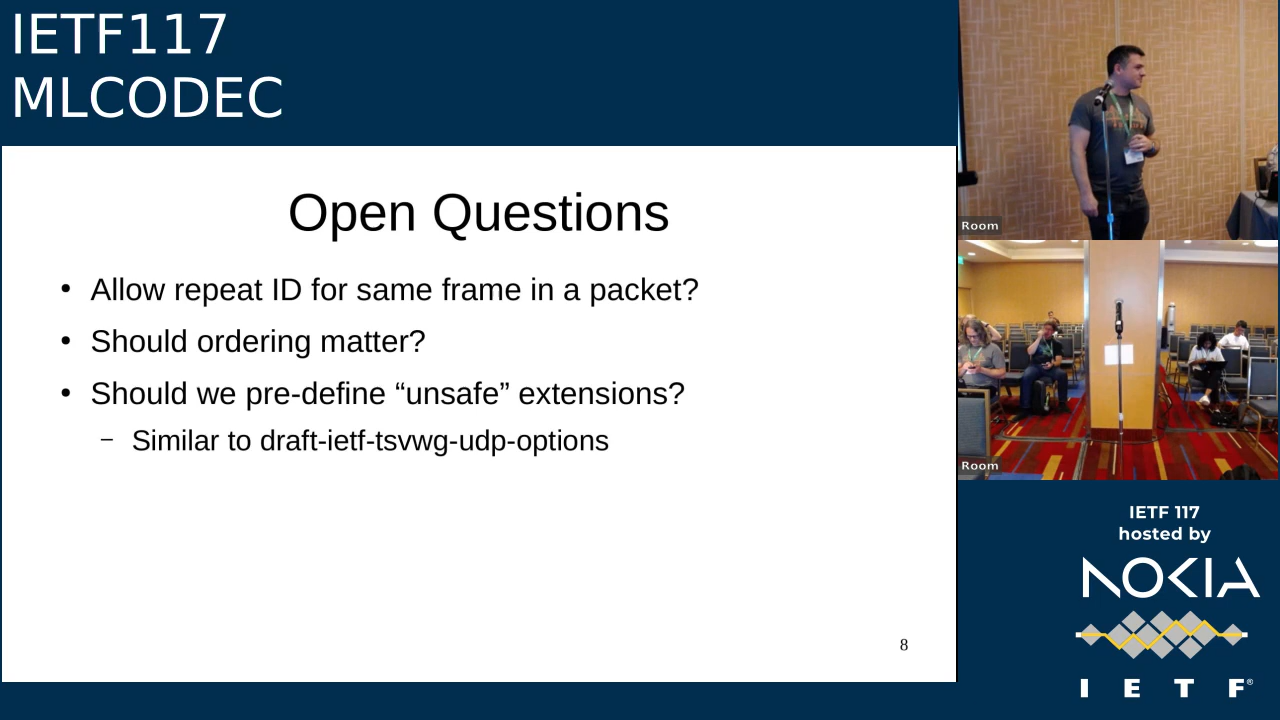 IETF117
MLCODEC
Open Questions
• Allow repeat ID for same frame in a packet?
• Should ordering matter?
• Should we pre-define “unsafe” extensions?
– Similar to draft-ietf-tsvwg-udp-options
8
Room
Room
IETF 117
hosted by
NOKIA
I E T F®